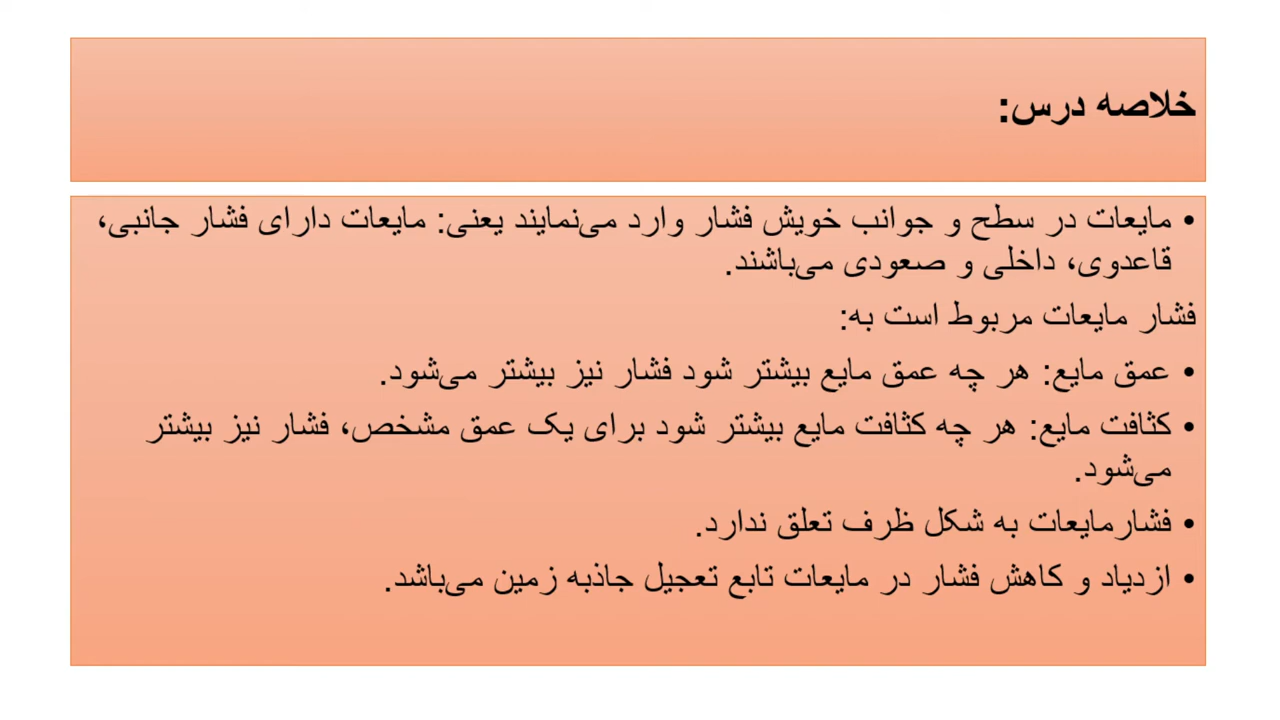 خلاصه درس:
• مایعات در سطح و جوانب خویش فشار وارد می‌نمایند یعنی: مایعات دارای فشار جانبی،
قاعدوی، داخلی و صعودی می‌باشند.
فشار مایعات مربوط است به:
• عمق مایع: هر چه عمق مایع بیشتر شود فشار نیز بیشتر می‌شود.
• کثافت مایع: هر چه کثافت مایع بیشتر شود برای یک عمق مشخص، فشار نیز بیشتر
می‌شود.
• فشارمایعات به شکل ظرف تعلق ندارد.
• ازدیاد و کاهش فشار در مایعات تابع تعجیل جاذبه زمین می‌باشد.